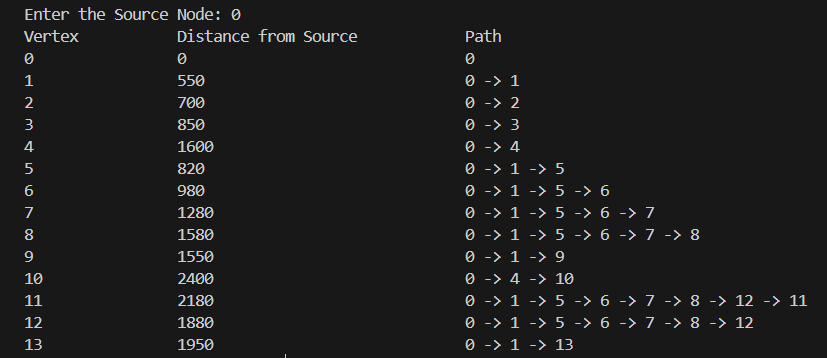 Enter the Source Node: 0
Vertex Distance from Source Path
0 0 0
1 550 0 -> 1
2 700 0 -> 2
3 850 0 -> 3
4 1600 0 -> 4
5 820 0 -> 1 -> 5
6 980 0 -> 1 -> 5 -> 6
7 1280 0 -> 1 -> 5 -> 6 -> 7
8 1580 0 -> 1 -> 5 -> 6 -> 7 -> 8
9 1550 0 -> 1 -> 9
10 2400 0 -> 4 -> 10
11 2180 0 -> 1 -> 5 -> 6 -> 7 -> 8 -> 12 -> 11
12 1880 0 -> 1 -> 5 -> 6 -> 7 -> 8 -> 12
13 1950 0 -> 1 -> 13